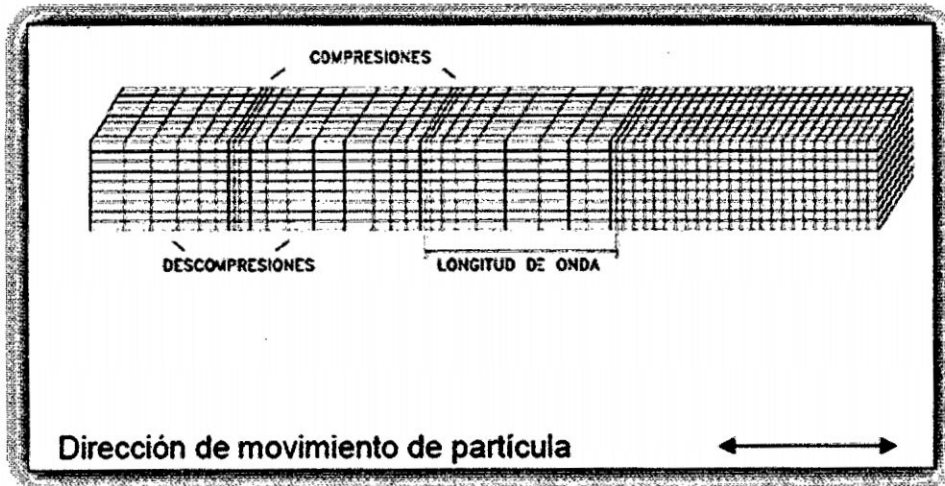 COMPRESIONES
DESCOMPRESIONES
LONGITUD DE ONDA
Dirección de movimiento de partícula